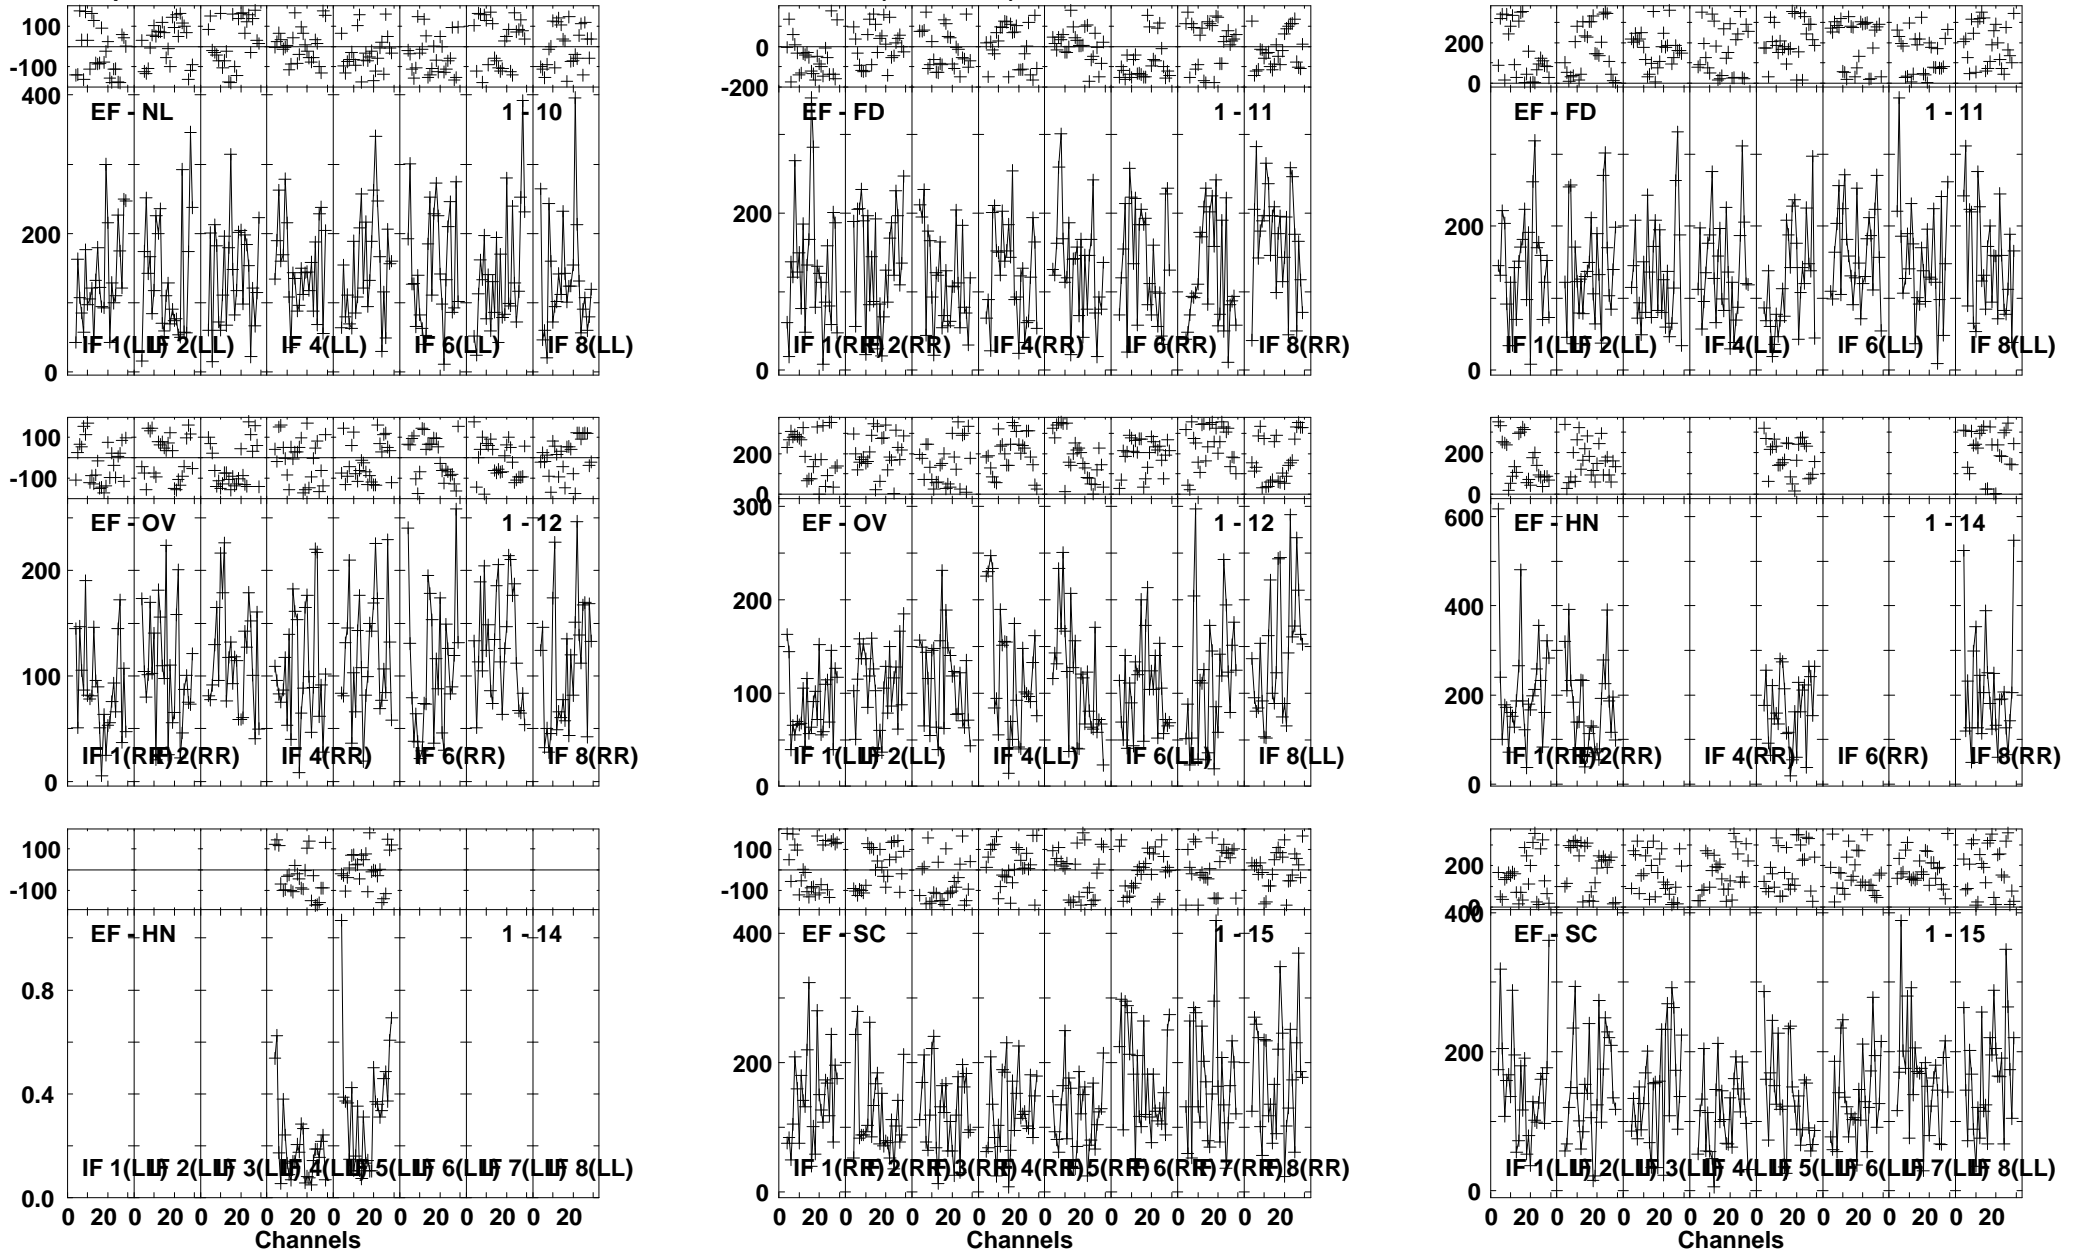 100
-100
400
200
0
EF - NL 1 - 10
IF 1(LL) IF 2(LL) IF 4(LL) IF 6(LL) IF 8(LL)
0
-200
200
0
EF - FD 1 - 11
IF 1(RR) IF 2(RR) IF 4(RR) IF 6(RR) IF 8(RR)
200
0
200
0
EF - FD 1 - 11
IF 1(LL) IF 2(LL) IF 4(LL) IF 6(LL) IF 8(LL)
100
-100
200
100
0
EF - OV 1 - 12
IF 1(RR) IF 2(RR) IF 4(RR) IF 6(RR) IF 8(RR)
200
0
300
200
100
0
EF - OV 1 - 12
IF 1(LL) IF 2(LL) IF 4(LL) IF 6(LL) IF 8(LL)
200
0
600
400
200
0
EF - HN 1 - 14
IF 1(RR) IF 2(RR) IF 4(RR) IF 6(RR) IF 8(RR)
100
-100
0.8
0.4
0.0
EF - HN 1 - 14
IF 1(LL) IF 2(LL) IF 3(LL) IF 4(LL) IF 5(LL) IF 6(LL) IF 7(LL) IF 8(LL)
0 20 0 20 0 20 0 20 0 20 0 20 0 20 0 20
Channels
100
-100
400
200
0
EF - SC 1 - 15
IF 1(RR) IF 2(RR) IF 3(RR) IF 4(RR) IF 5(RR) IF 6(RR) IF 7(RR) IF 8(RR)
0 20 0 20 0 20 0 20 0 20 0 20 0 20 0 20
Channels
200
0
400
200
0
EF - SC 1 - 15
IF 1(LL) IF 2(LL) IF 3(LL) IF 4(LL) IF 5(LL) IF 6(LL) IF 7(LL) IF 8(LL)
0 20 0 20 0 20 0 20 0 20 0 20 0 20 0 20
Channels